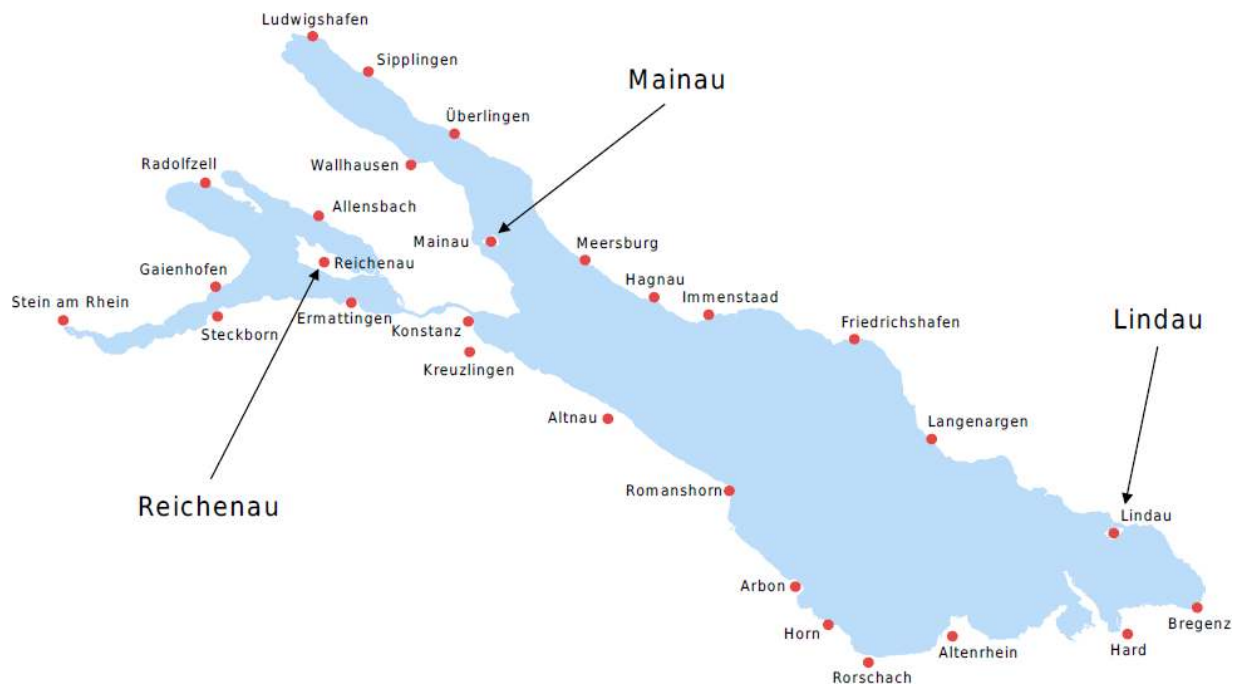 Ludwigshafen
Sipplingen
Mainau
Überlingen
Wallhausen
Radolfzell
Allensbach
Mainau
Meersburg
Reichenau
Gaienhofen
Hagnau
Immenstaad
Stein am Rhein
Ermattingen
Konstanz
Friedrichshafen
Lindau
Steckborn
Kreuzlingen
Altnau
Langenargen
Reichenau
Romanshorn
Lindau
Arbon
Bregenz
Horn
Altenrhein
Hard
Rorschach